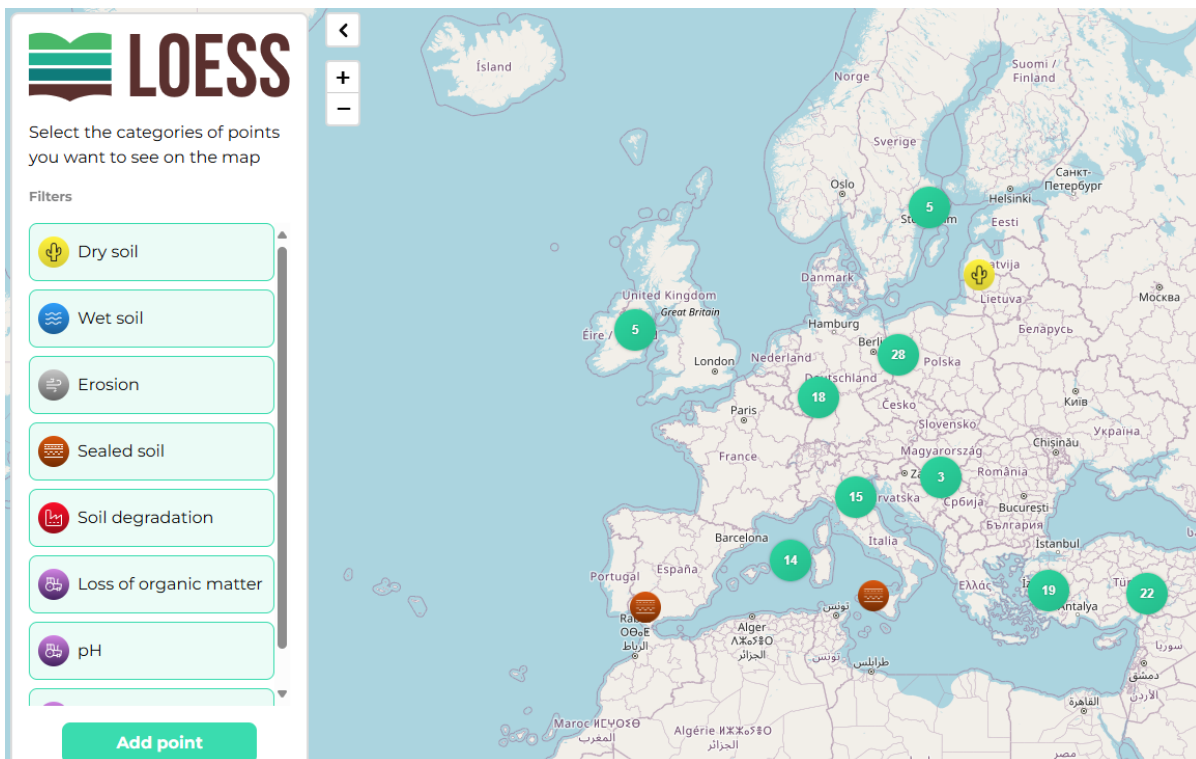 LOESS
Select the categories of points
you want to see on the map
Filters
Dry soil
Wet soil
Erosion
Sealed soil
Soil degradation
Loss of organic matter
pH
Add point
+
−
Ísland
Norge
Suomi /
Finland
Sverige
Oslo
Санкт-
Петербург
Helsinki
5
Eesti
Danmark
Lietuva
Москва
United Kingdom
Great Britain
5
Éire /
Hamburg
Беларусь
London
Nederland
28
Polska
18
Česko
Київ
Paris
Slovensko
Україна
Chișinău
France
Magyarország
3
România
15
Србија
București
България
Barcelona
Italia
Istanbul
14
Portugal
España
Ελλάς
19
Antalya
22
تونس
Alger
الجزائر
الرباط
تونس
طرابلس
سوريا
دمشق
الأردن
القاهرة
Maroc
المغرب
Algérie
الجزائر
مصر